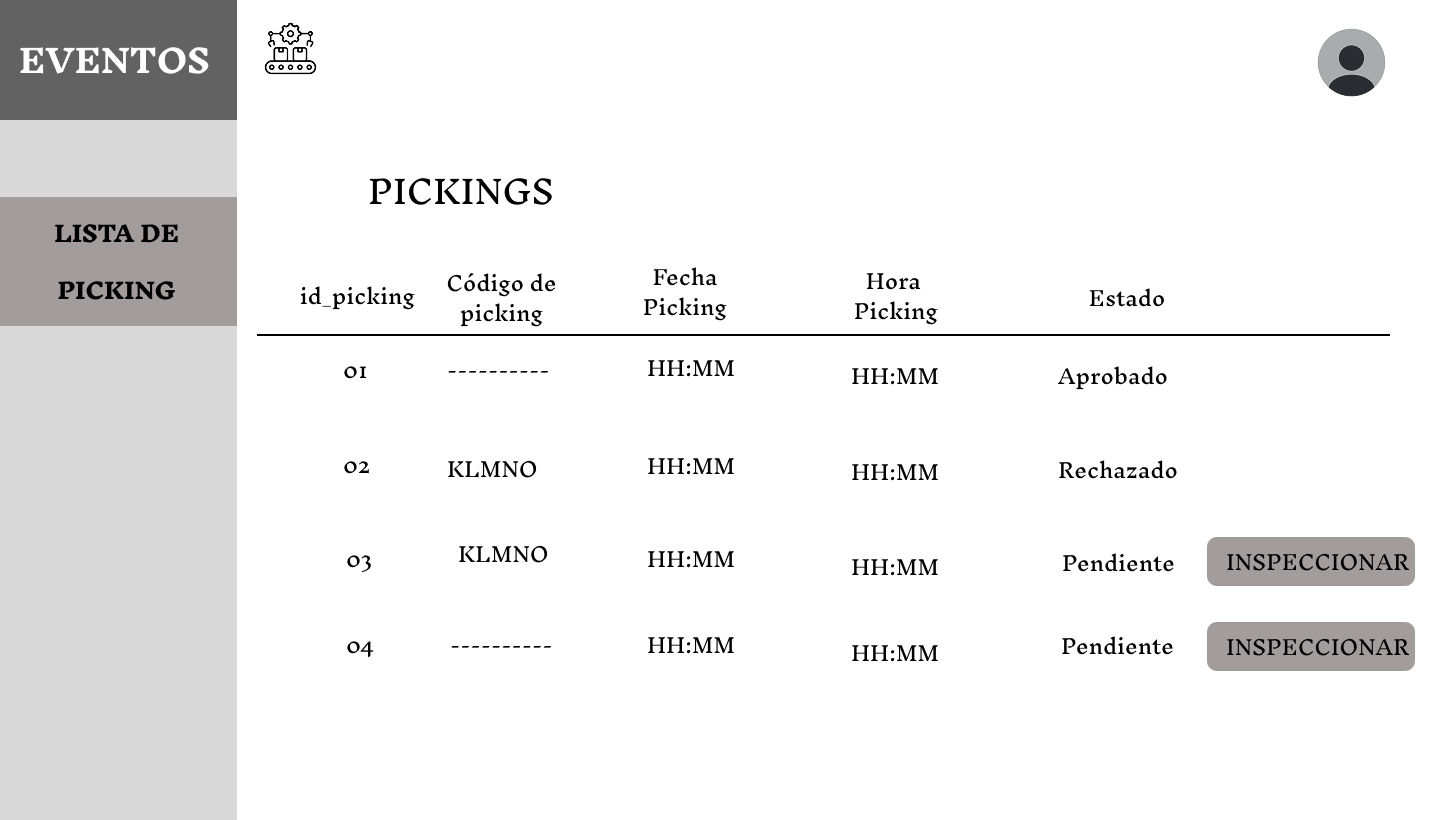 EVENTOS
LISTA DE
PICKING
PICKINGS
id_picking Código de picking Fecha Picking Hora Picking Estado
01 ---------- HH:MM HH:MM Aprobado
02 KLMNO HH:MM HH:MM Rechazado
03 KLMNO HH:MM HH:MM Pendiente INSPECCIONAR
04 ---------- HH:MM HH:MM Pendiente INSPECCIONAR